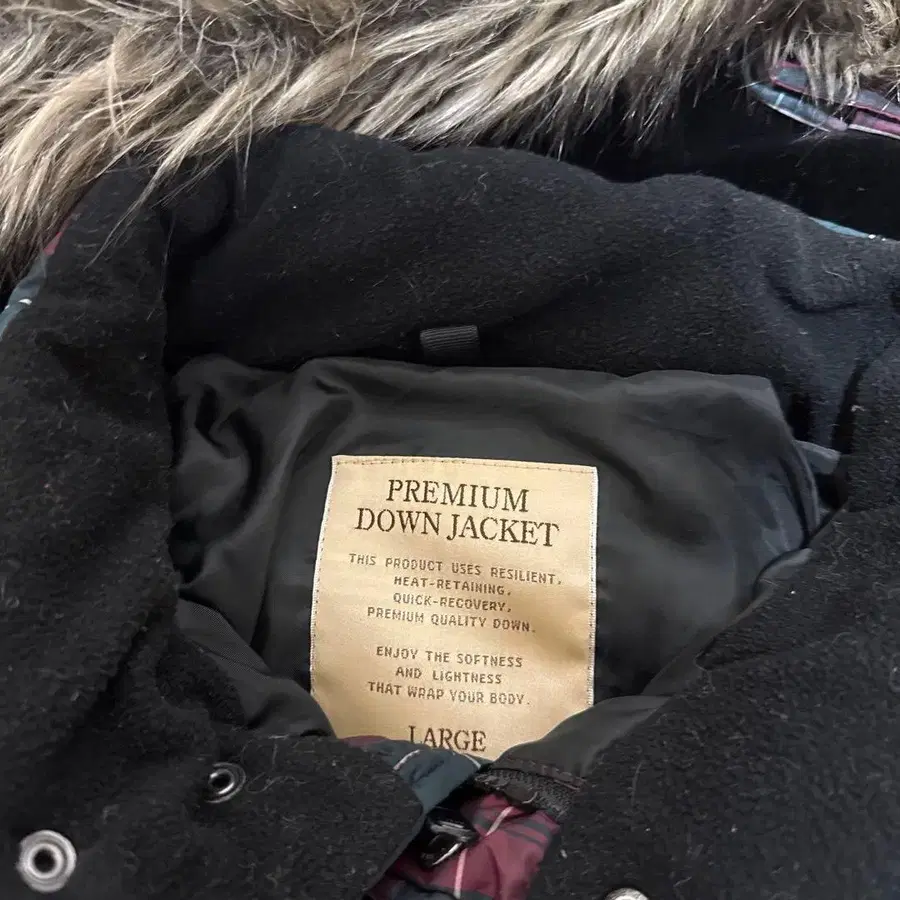 PREMIUM
DOWN JACKET
THIS PRODUCT USES RESILIENT,
HEAT-RETAINING,
QUICK-RECOVERY,
PREMIUM QUALITY DOWN.
ENJOY THE SOFTNESS
AND LIGHTNESS
THAT WRAP YOUR BODY.
LARGE